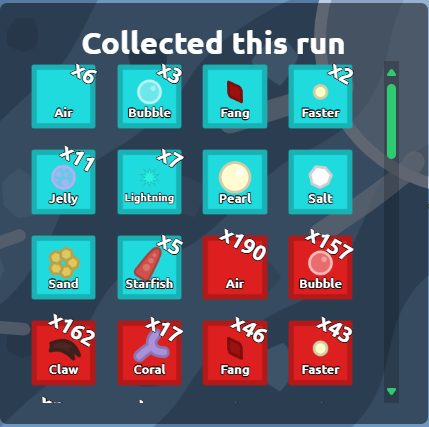 Collected this run
x6
x3
x2
Air
Bubble
Fang
Faster
x11
x7
Jelly
Lightning
Pearl
Salt
x5
x190
x157
Sand
Starfish
Air
Bubble
x162
x17
x46
x43
Claw
Coral
Fang
Faster